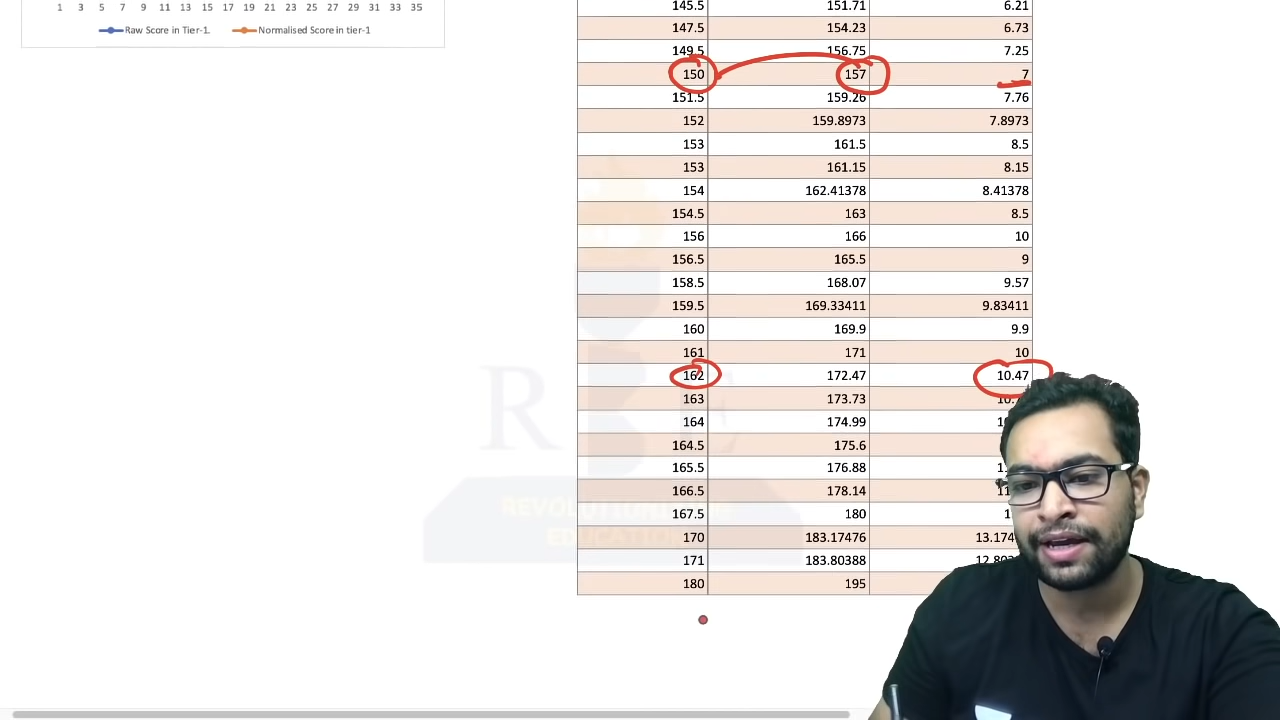 1 3 5 7 9 11 13 15 17 19 21 23 25 27 29 31 33 35
Raw Score in Tier-1. Normalised Score in tier-1
145.5 151.71 6.21
147.5 154.23 6.73
149.5 156.75 7.25
150 157 7
151.5 159.26 7.76
152 159.8973 7.8973
153 161.5 8.5
153 161.15 8.15
154 162.41378 8.41378
154.5 163 8.5
156 166 10
156.5 165.5 9
158.5 168.07 9.57
159.5 169.33411 9.83411
160 169.9 9.9
161 171 10
162 172.47 10.47
163 173.73
164 174.99
164.5 175.6
165.5 176.88
166.5 178.14
167.5 180
170 183.17476
171 183.80388
180 195
R E